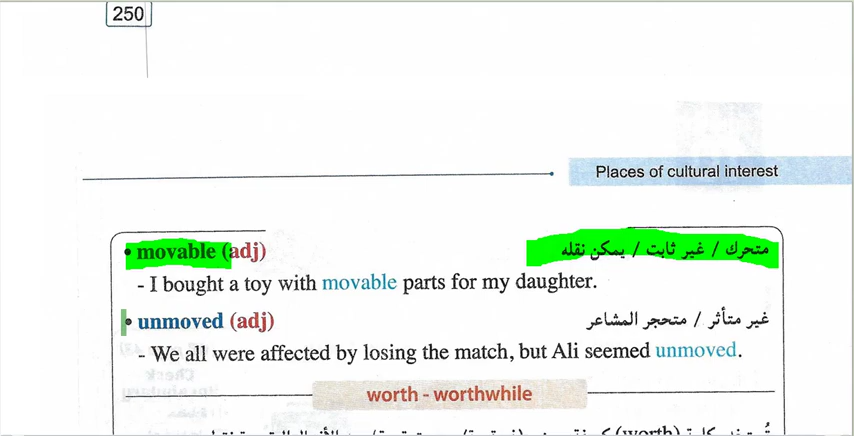 250
Places of cultural interest
• movable (adj) متحرك / غير ثابت / يمكن نقله
- I bought a toy with movable parts for my daughter.
• unmoved (adj) غير متأثر / متحجر المشاعر
- We all were affected by losing the match, but Ali seemed unmoved.
worth - worthwhile
(worth)